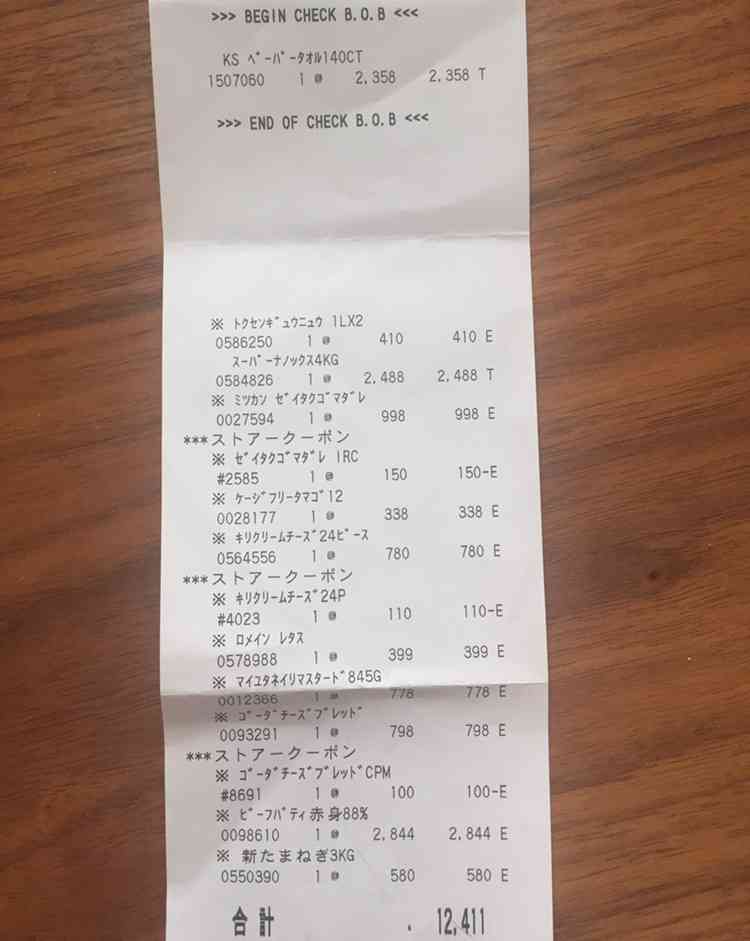 >>> BEGIN CHECK B.O.B <<<
KS ﾍﾟｰﾊﾟｰﾀｵﾙ140CT
1507060 1 @ 2,358 2,358 T
>>> END OF CHECK B.O.B <<<
※ ﾄｸｾﾝｷﾞｭｳﾆｭｳ 1LX2
0586250 1 @ 410 410 E
ｽｰﾊﾟｰﾅﾉｯｸｽ4KG
0584826 1 @ 2,488 2,488 T
※ ﾐﾂｶﾝ ｾﾞｲﾀｸｺﾞﾏﾀﾞﾚ
0027594 1 @ 998 998 E
***ストアークーポン
※ ｾﾞｲﾀｸｺﾞﾏﾀﾞﾚ IRC
#2585 1 @ 150 150-E
※ ｹｰｼﾞﾌﾘｰﾀﾏｺﾞ12
0028177 1 @ 338 338 E
※ ｷﾘｸﾘｰﾑﾁｰｽﾞ24ﾋﾟｰｽ
0564556 1 @ 780 780 E
***ストアークーポン
※ ｷﾘｸﾘｰﾑﾁｰｽﾞ24P
#4023 1 @ 110 110-E
※ ﾛﾒｲﾝ ﾚﾀｽ
0578988 1 @ 399 399 E
※ ﾏｲﾕﾀﾈｲﾘﾏｽﾀｰﾄﾞ845G
0012366 1 @ 778 778 E
※ ｺﾞｰﾀﾞﾁｰｽﾞﾌﾞﾚｯﾄﾞ
0093291 1 @ 798 798 E
***ストアークーポン
※ ｺﾞｰﾀﾞﾁｰｽﾞﾌﾞﾚｯﾄﾞCPM
#8691 1 @ 100 100-E
※ ﾋﾞｰﾌﾊﾟﾃｨ赤身88%
0098610 1 @ 2,844 2,844 E
※ 新たまねぎ3KG
0550390 1 @ 580 580 E
合計 . 12,411